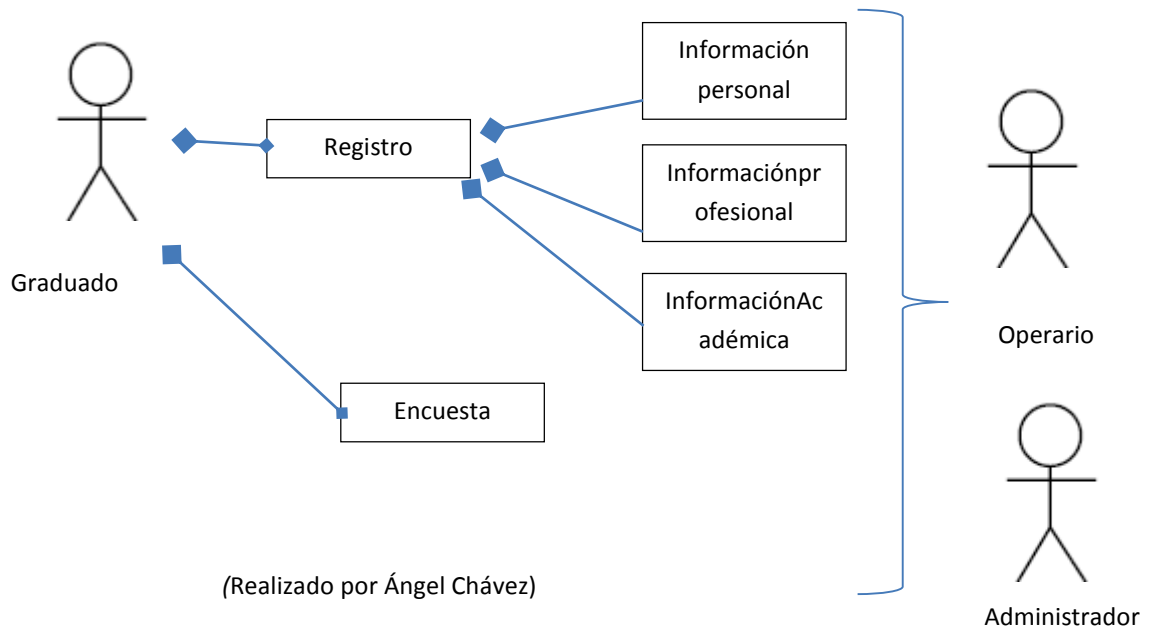 Información
personal
Registro
Informaciónpr
ofesional
Graduado
InformaciónAc
adémica
Operario
Encuesta
(Realizado por Ángel Chávez)
Administrador